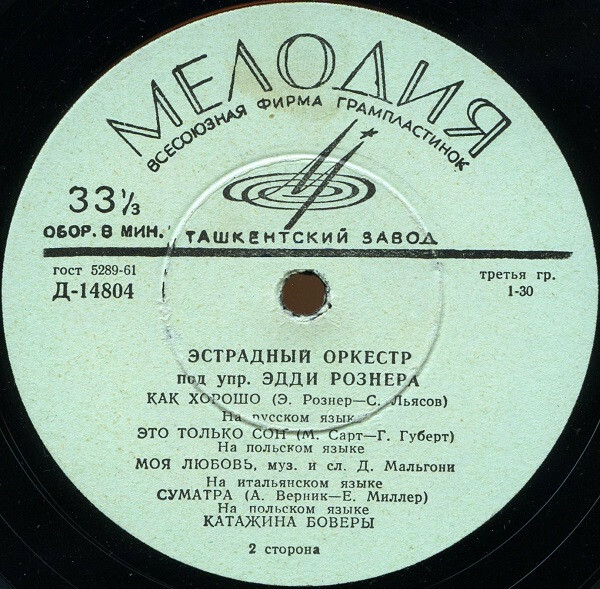 МЕЛОДИЯ
ВСЕСОЮЗНАЯ ФИРМА ГРАМПЛАСТИНОК
33⅓
ОБОР. В МИН.
ТАШКЕНТСКИЙ ЗАВОД
гост 5289-61
Д-14804
третья гр.
1-30
ЭСТРАДНЫЙ ОРКЕСТР
под упр. ЭДДИ РОЗНЕРА
КАК ХОРОШО (Э. Рознер—С. Льясов)
На русском языке
ЭТО ТОЛЬКО СОН (М. Сарт—Г. Губерт)
На польском языке
МОЯ ЛЮБОВЬ, муз. и сл. Д. Мальгони
На итальянском языке
СУМАТРА (А. Верник—Е. Миллер)
На польском языке
КАТАЖИНА БОВЕРЫ
2 сторона